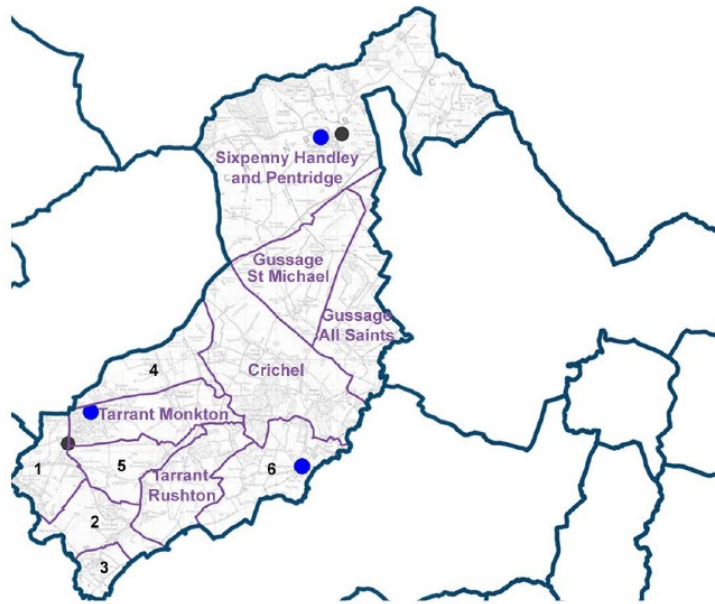 Sixpenny Handley
and Pentridge
Gussage
St Michael
Gussage
All Saints
Crichel
4
Tarrant Monkton
1
5
Tarrant
Rushton
6
2
3